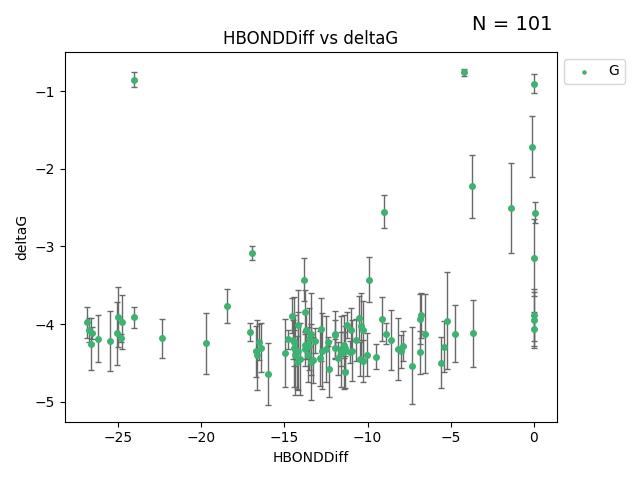 N = 101
HBONDDiff vs deltaG
G
deltaG
−1
−2
−3
−4
−5
−25
−20
−15
−10
−5
0
HBONDDiff